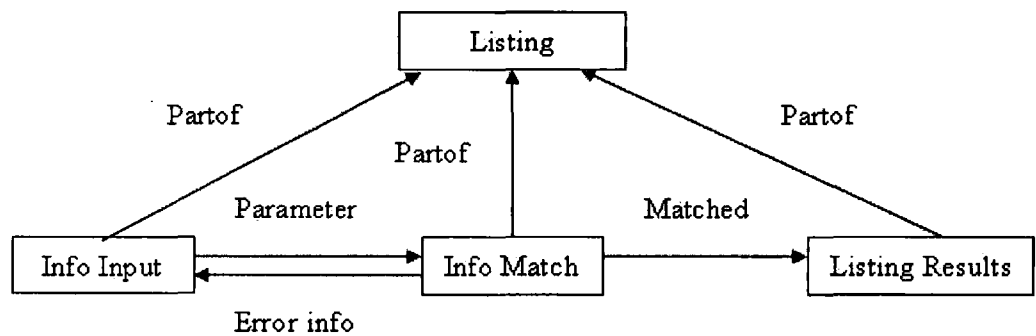 Listing
Partof
Partof
Partof
Parameter
Matched
Info Input
Info Match
Listing Results
Error info